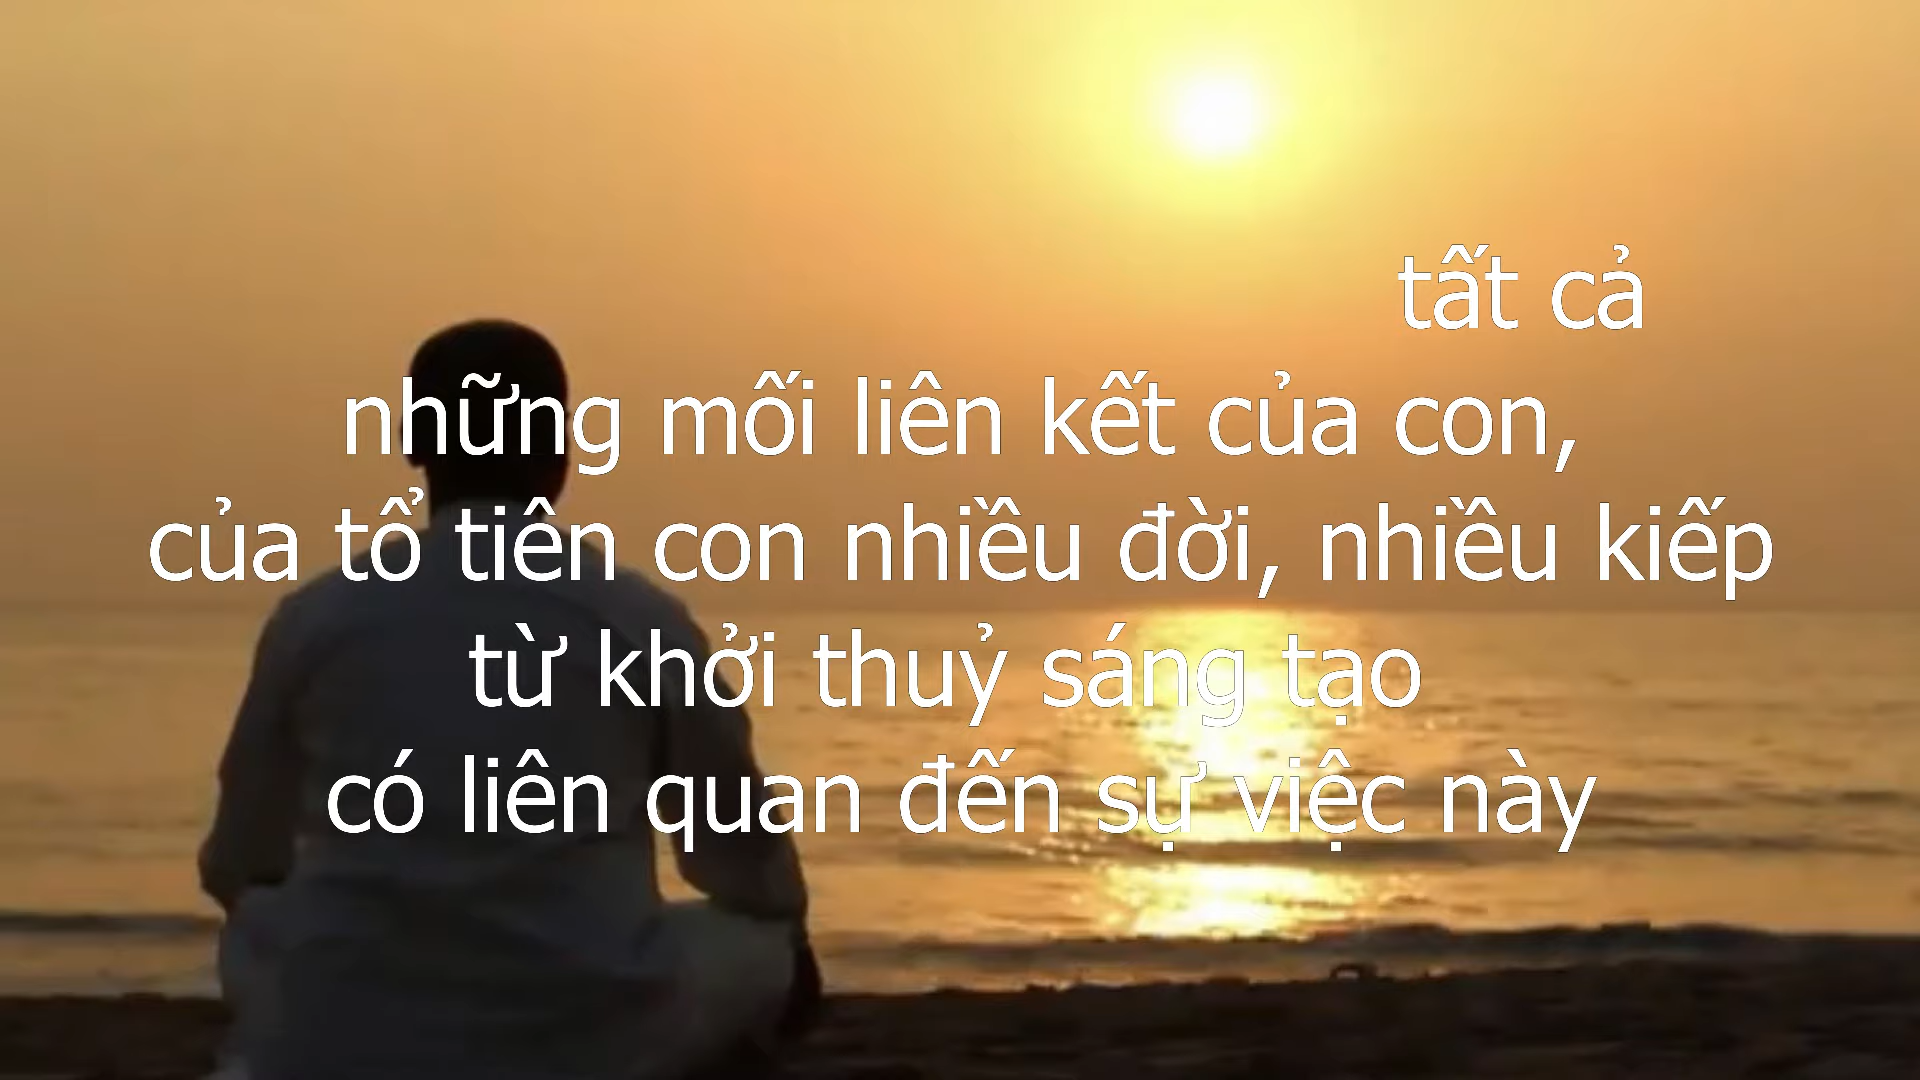 tất cả
những mối liên kết của con,
của tổ tiên con nhiều đời, nhiều kiếp
từ khởi thuỷ sáng tạo
có liên quan đến sự việc này